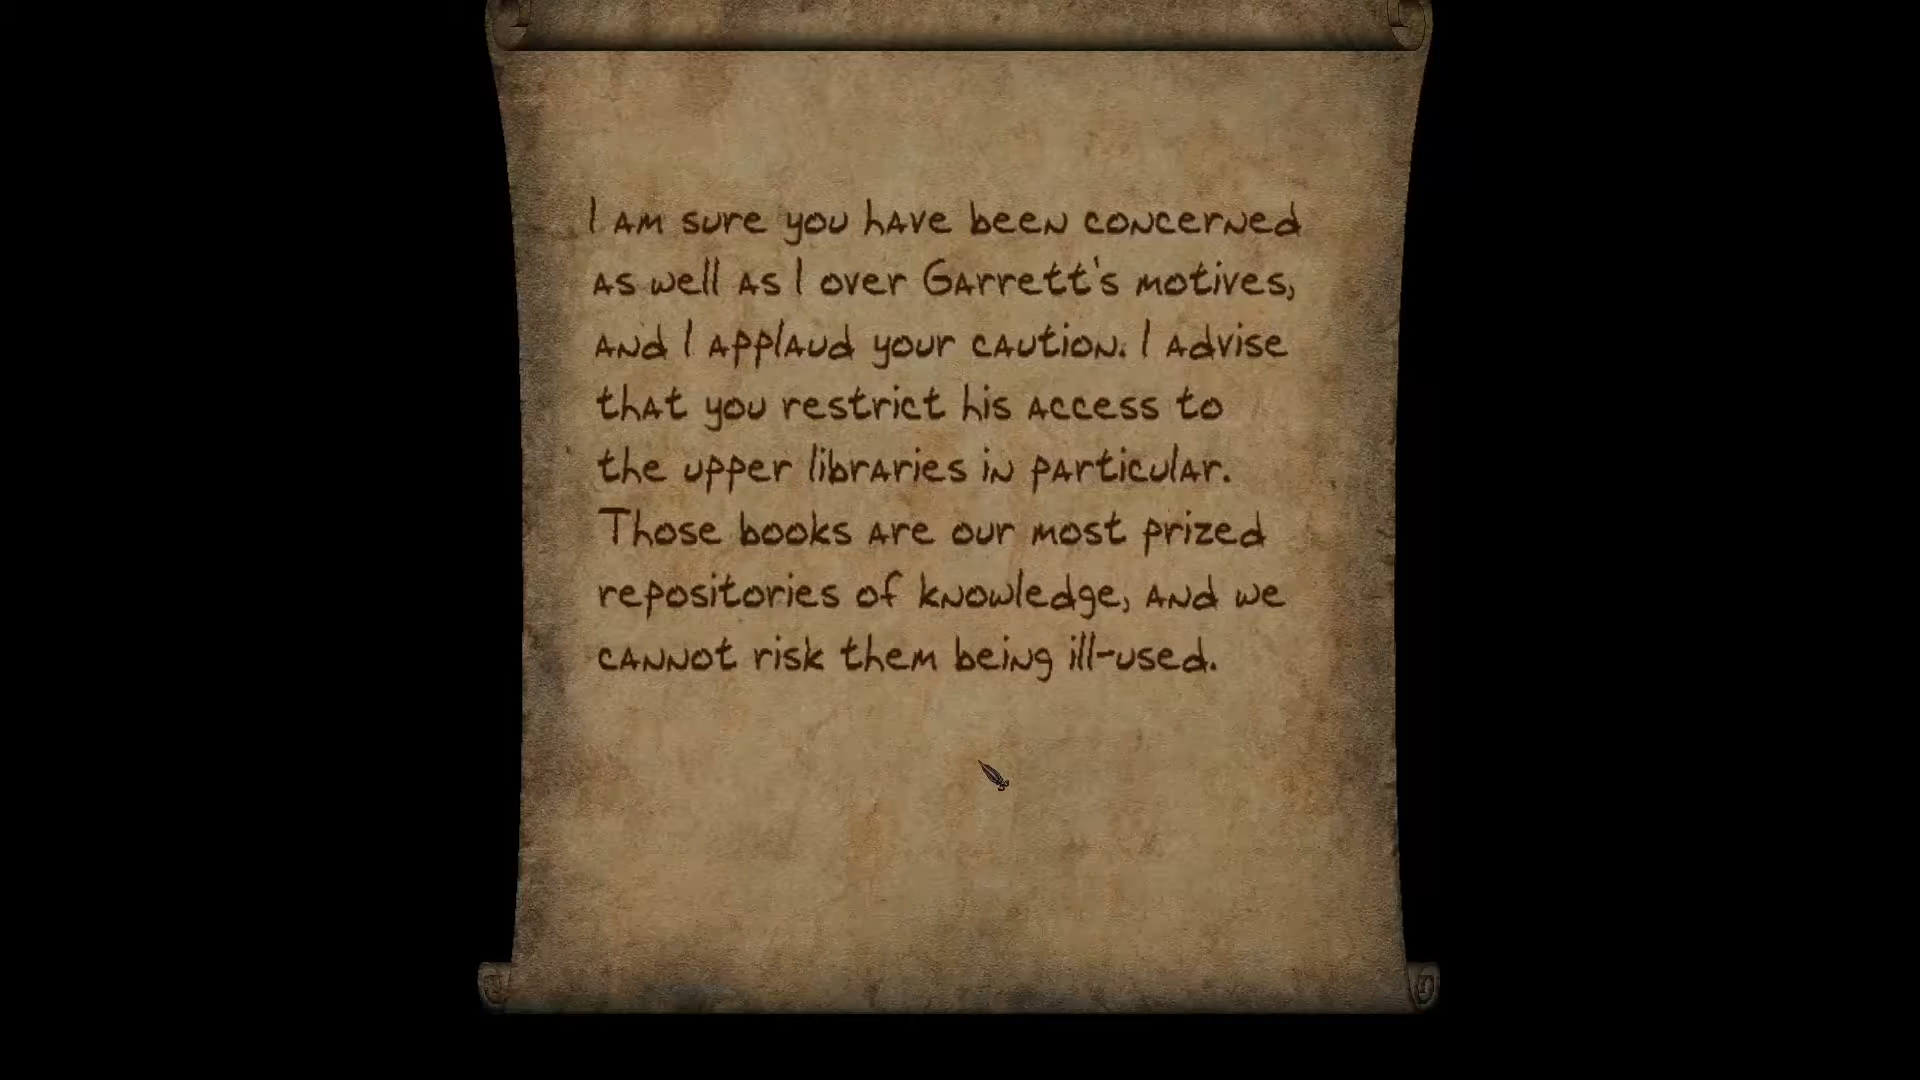 I am sure you have been concerned
as well as I over Garrett's motives,
and I applaud your caution. I advise
that you restrict his access to
the upper libraries in particular.
Those books are our most prized
repositories of knowledge, and we
cannot risk them being ill-used.